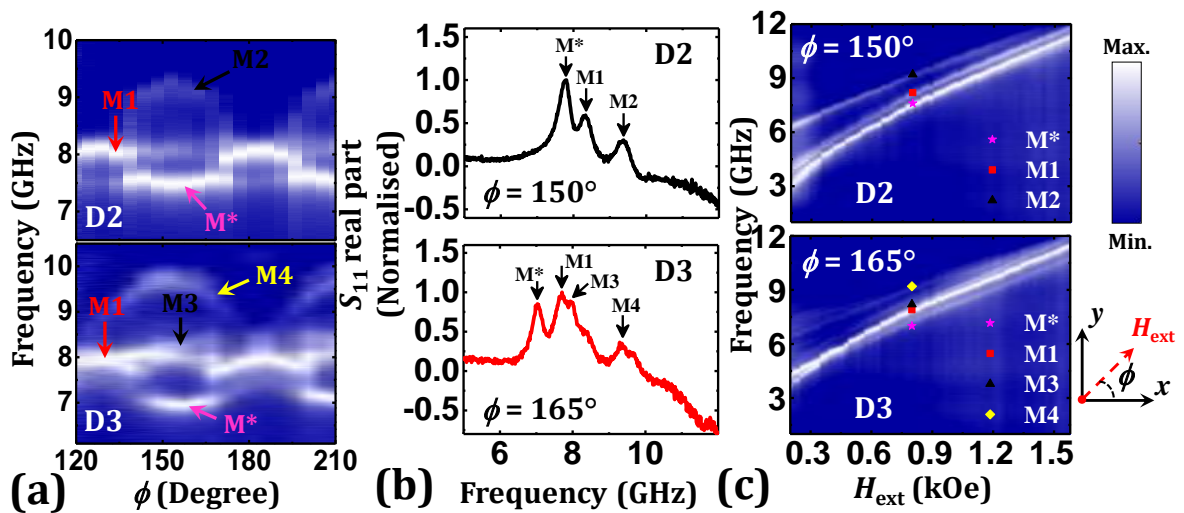 Frequency (GHz)
10
9
8
7
M2
M1
M*
D2
10
9
8
7
M4
M3
M1
M*
D3
120
150
180
210
ϕ (Degree)
(a)
S₁₁ real part
(Normalised)
1.5
1.0
0.5
0.0
-0.5
D2
M*
M1
M2
ϕ = 150°
1.5
1.0
0.5
0.0
-0.5
D3
M*
M1
M3
M4
ϕ = 165°
6
8
10
Frequency (GHz)
(b)
Frequency (GHz)
12
9
6
3
ϕ = 150°
M*
M1
M2
D2
12
9
6
3
ϕ = 165°
M*
M1
M3
M4
D3
0.3
0.6
0.9
1.2
1.5
H_ext (kOe)
(c)
Max.
Min.
y
H_ext
ϕ
x